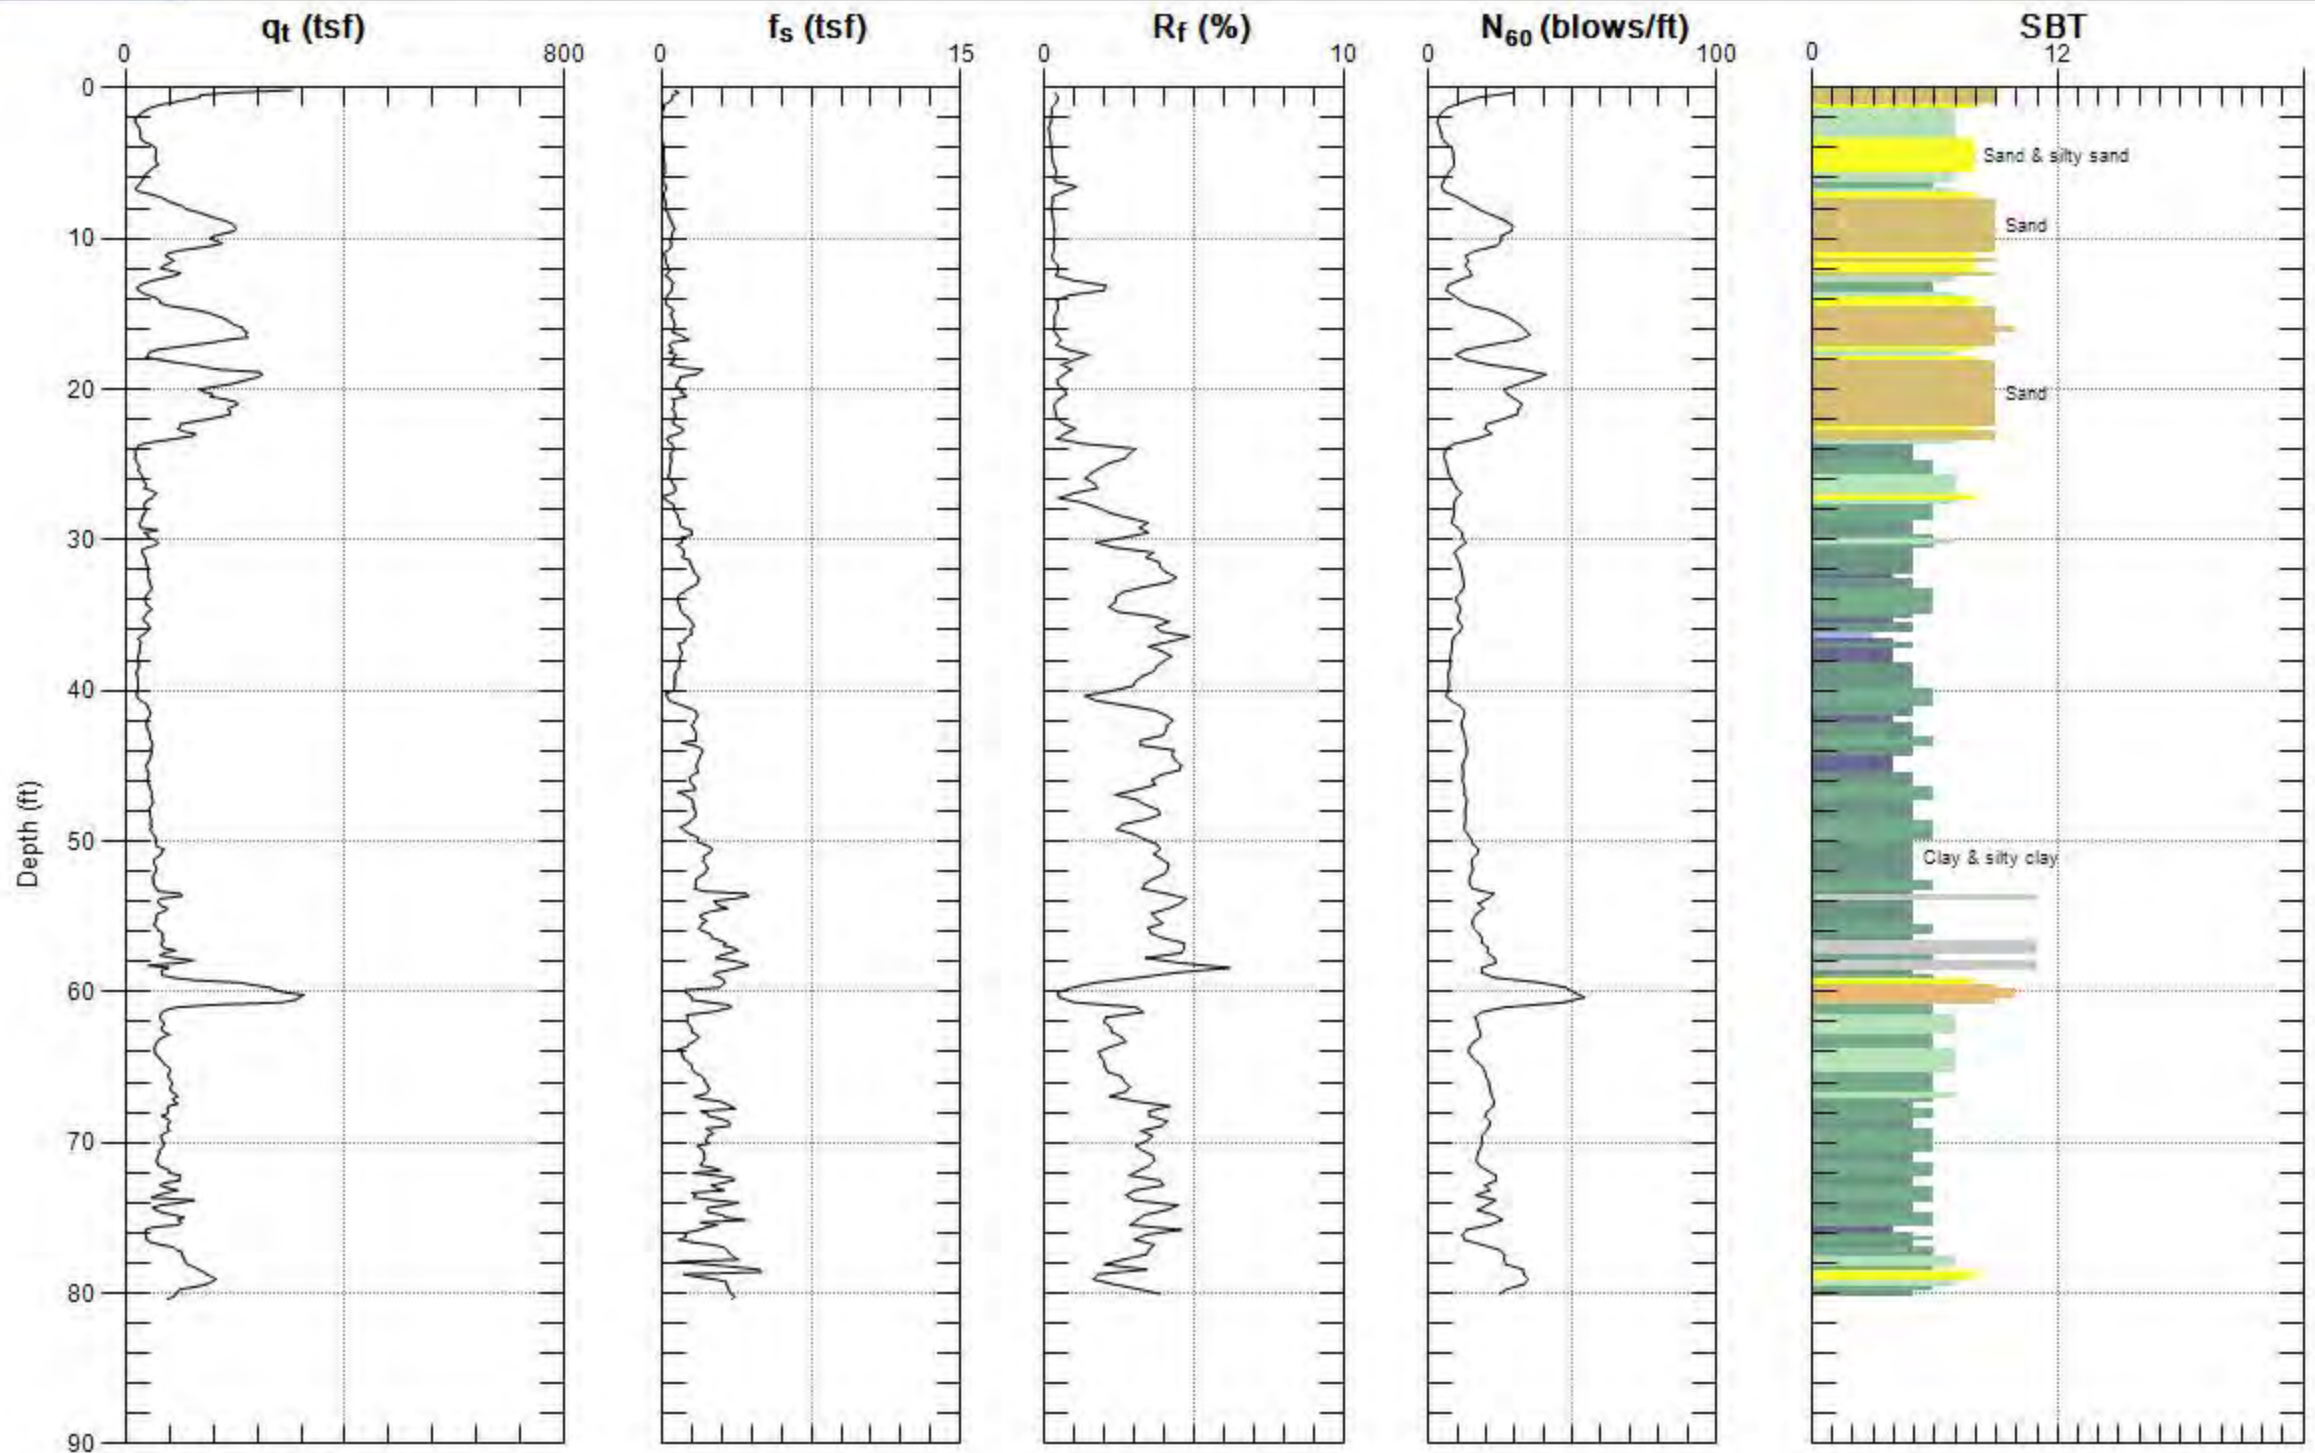 qt (tsf) fs (tsf) Rf (%) N60 (blows/ft) SBT
0 800 0 15 0 10 0 100 0 12
0
Sand & silty sand
Sand
10
20
Sand
30
40
Depth (ft)
50
Clay & silty clay
60
70
80
90